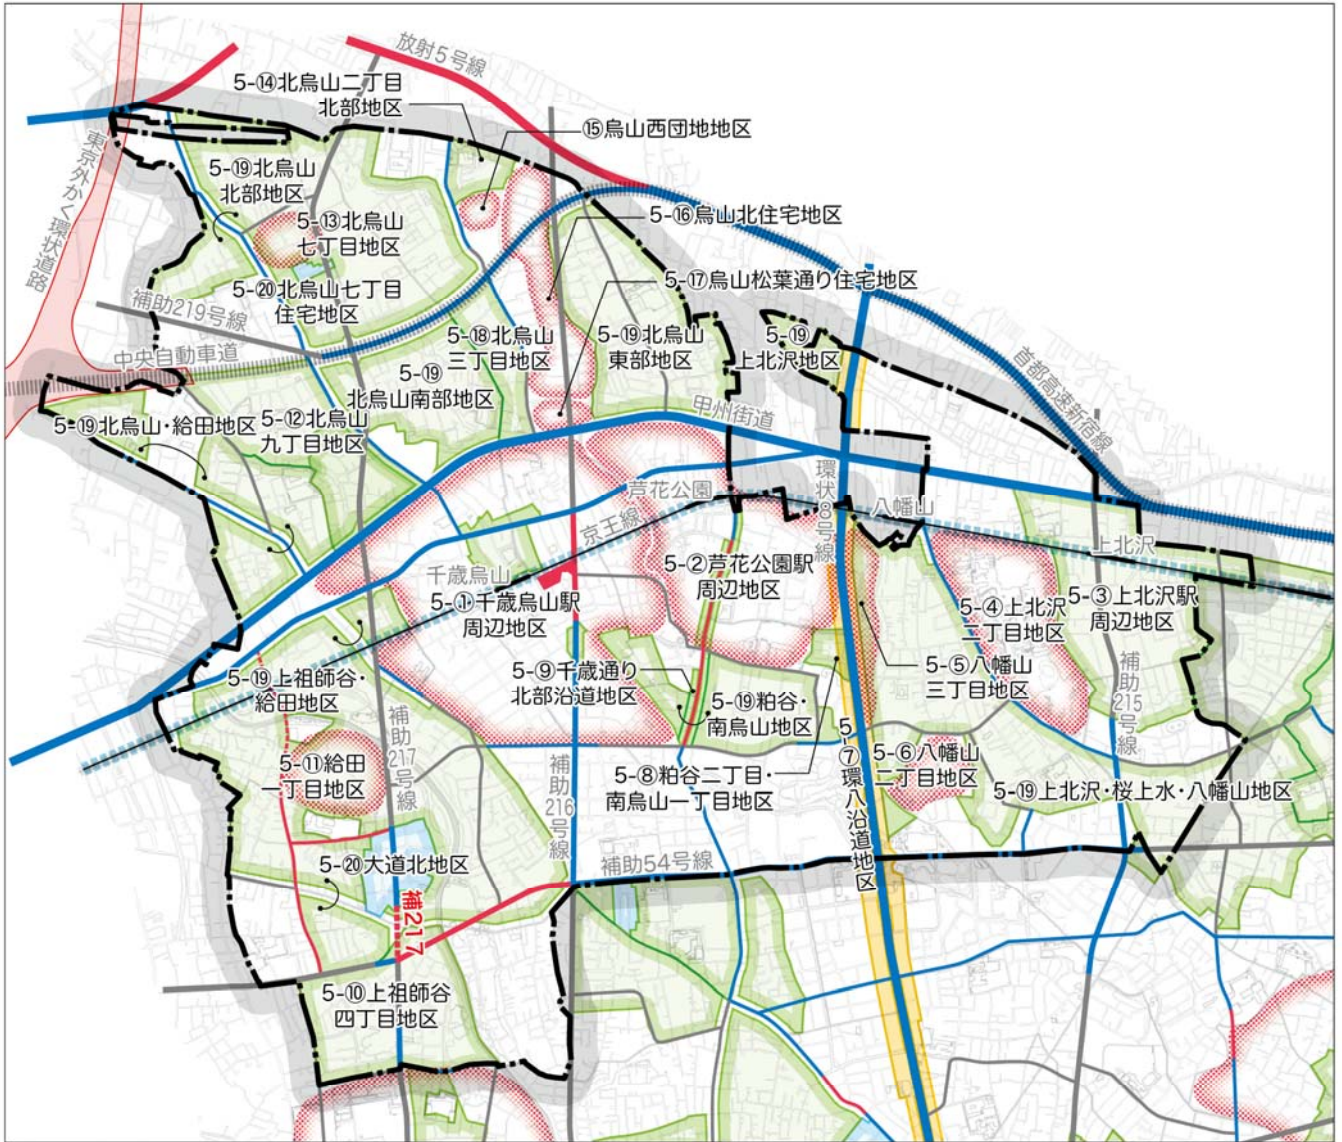 放射5号線
5-⑭北烏山二丁目
北部地区
⑮烏山西団地地区
東京外かく環状道路
5-⑲北烏山
北部地区
5-⑬北烏山
七丁目地区
5-⑯烏山北住宅地区
5-⑳北烏山七丁目
住宅地区
5-⑰烏山松葉通り住宅地区
補助219号線
5-⑱北烏山
三丁目地区
5-⑲北烏山
東部地区
5-⑲
上北沢地区
中央自動車道
5-⑲
北烏山南部地区
首都高速新宿線
5-⑲北烏山・給田地区
5-⑫北烏山
九丁目地区
甲州街道
環状8号線
芦花公園
八幡山
京王線
上北沢
千歳烏山
5-①千歳烏山駅
周辺地区
5-②芦花公園駅
周辺地区
5-④上北沢
一丁目地区
5-③上北沢駅
周辺地区
5-⑲上祖師谷・
給田地区
5-⑨千歳通り
北部沿道地区
5-⑲粕谷・
南烏山地区
5-⑤八幡山
三丁目地区
補助215号線
補助217号線
5-⑪給田
一丁目地区
補助216号線
5-⑧粕谷二丁目・
南烏山一丁目地区
5-⑦環八沿道地区
5-⑥八幡山
二丁目地区
5-⑲上北沢・桜上水・八幡山地区
5-⑳大道北地区
補助54号線
補217
5-⑩上祖師谷
四丁目地区